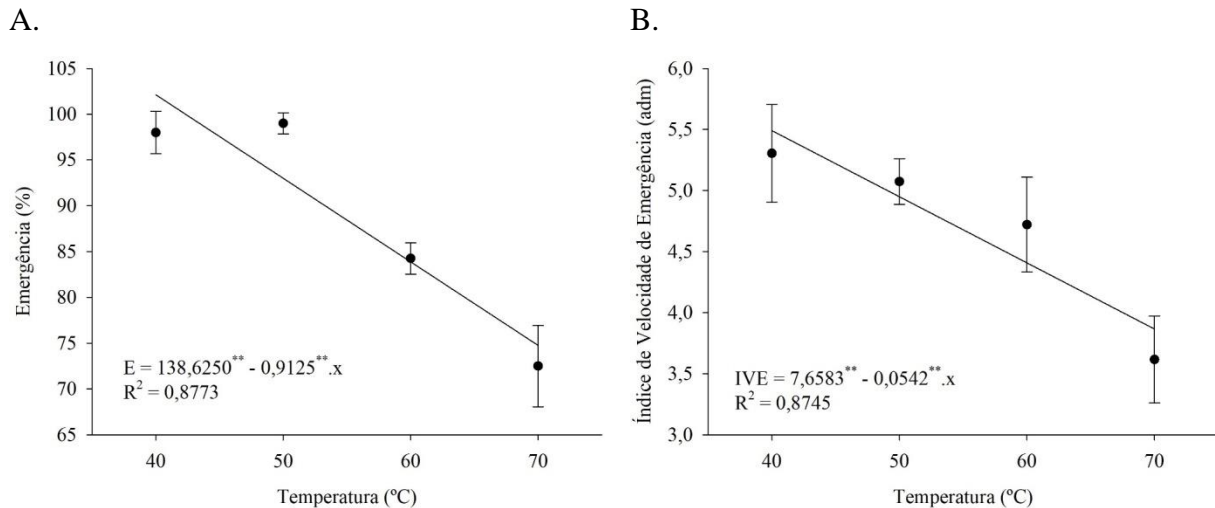 A.
105
100
95
90
85
80
75
70
65
Emergência (%)
E = 138,6250** - 0,9125**.x
R² = 0,8773
40 50 60 70
Temperatura (ºC)
B.
6,0
5,5
5,0
4,5
4,0
3,5
3,0
Índice de Velocidade de Emergência (adm)
IVE = 7,6583** - 0,0542**.x
R² = 0,8745
40 50 60 70
Temperatura (ºC)